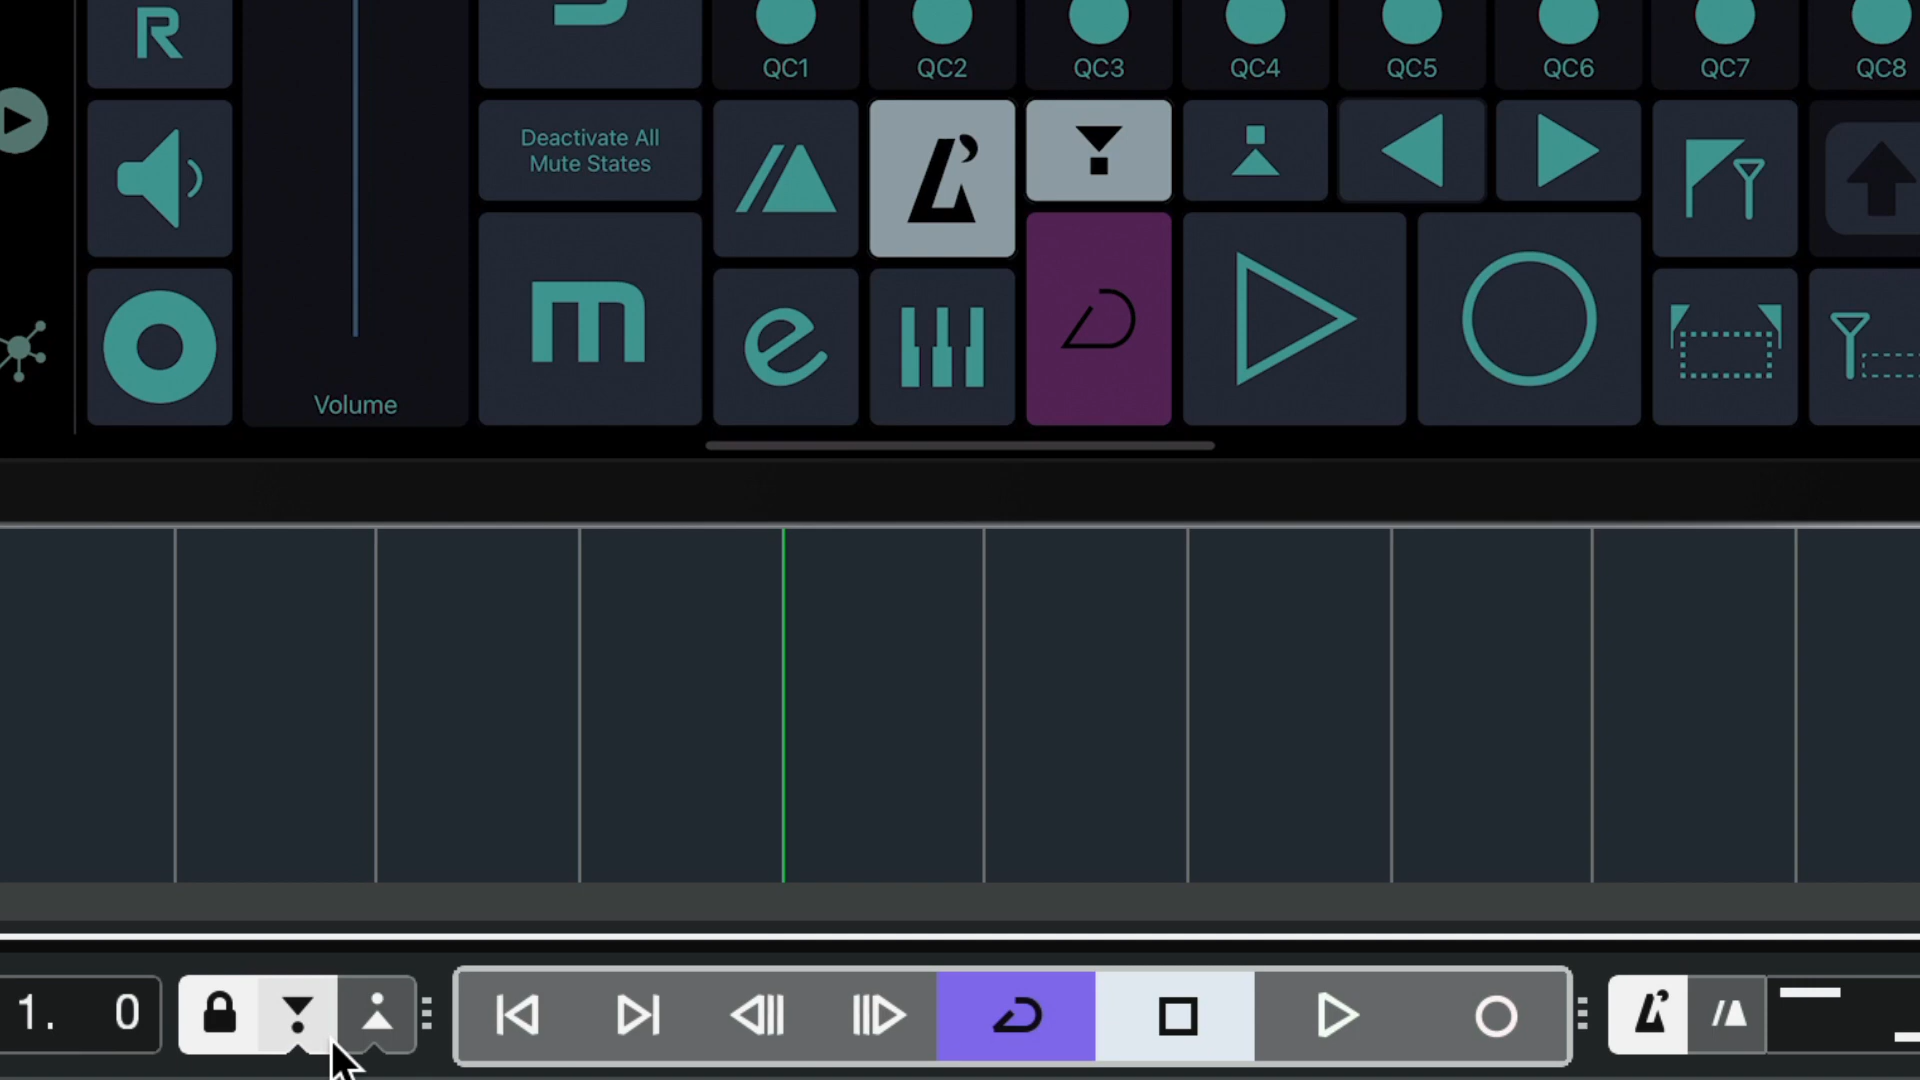 R
QC1 QC2 QC3 QC4 QC5 QC6 QC7 QC8
Deactivate All
Mute States
m
e
Volume
1. 0